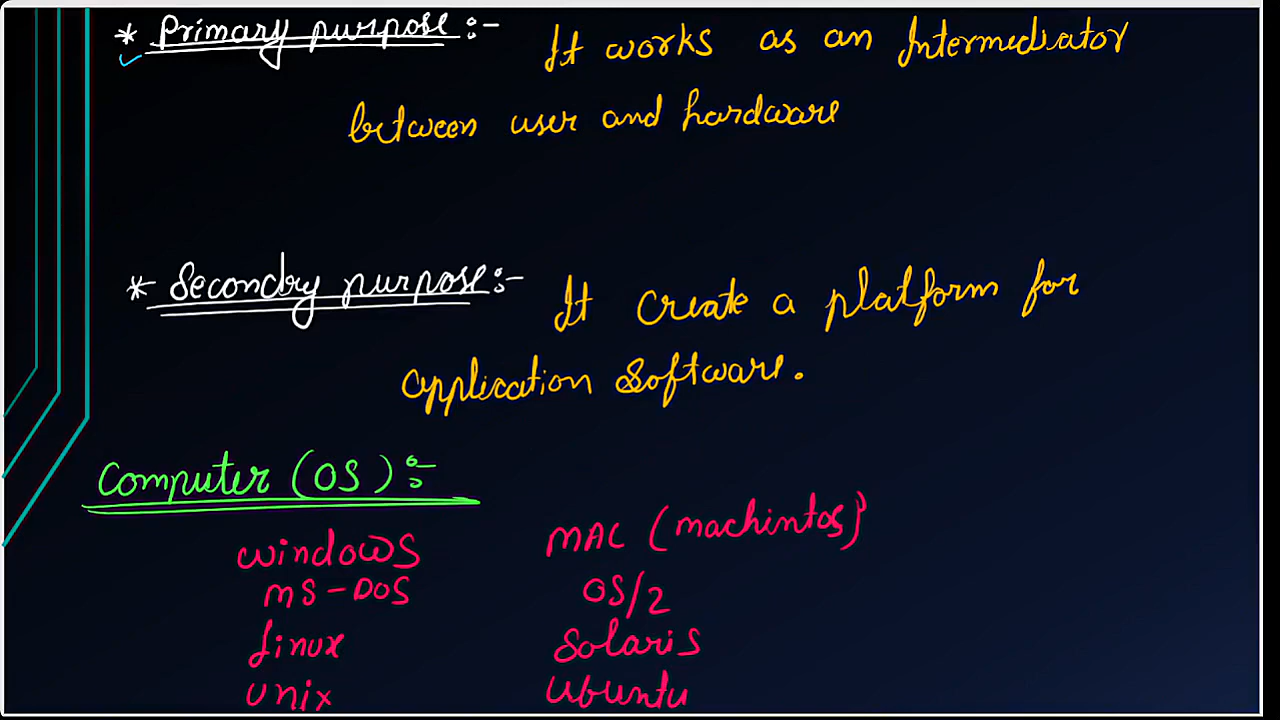 * Primary purpose :- It works as an Intermediator
between user and hardware
* Secondry purpose :- It create a platform for
application Software.
Computer (OS) :-
Windows MAC (machintos)
MS-DOS OS/2
Linux Solaris
Unix Ubuntu